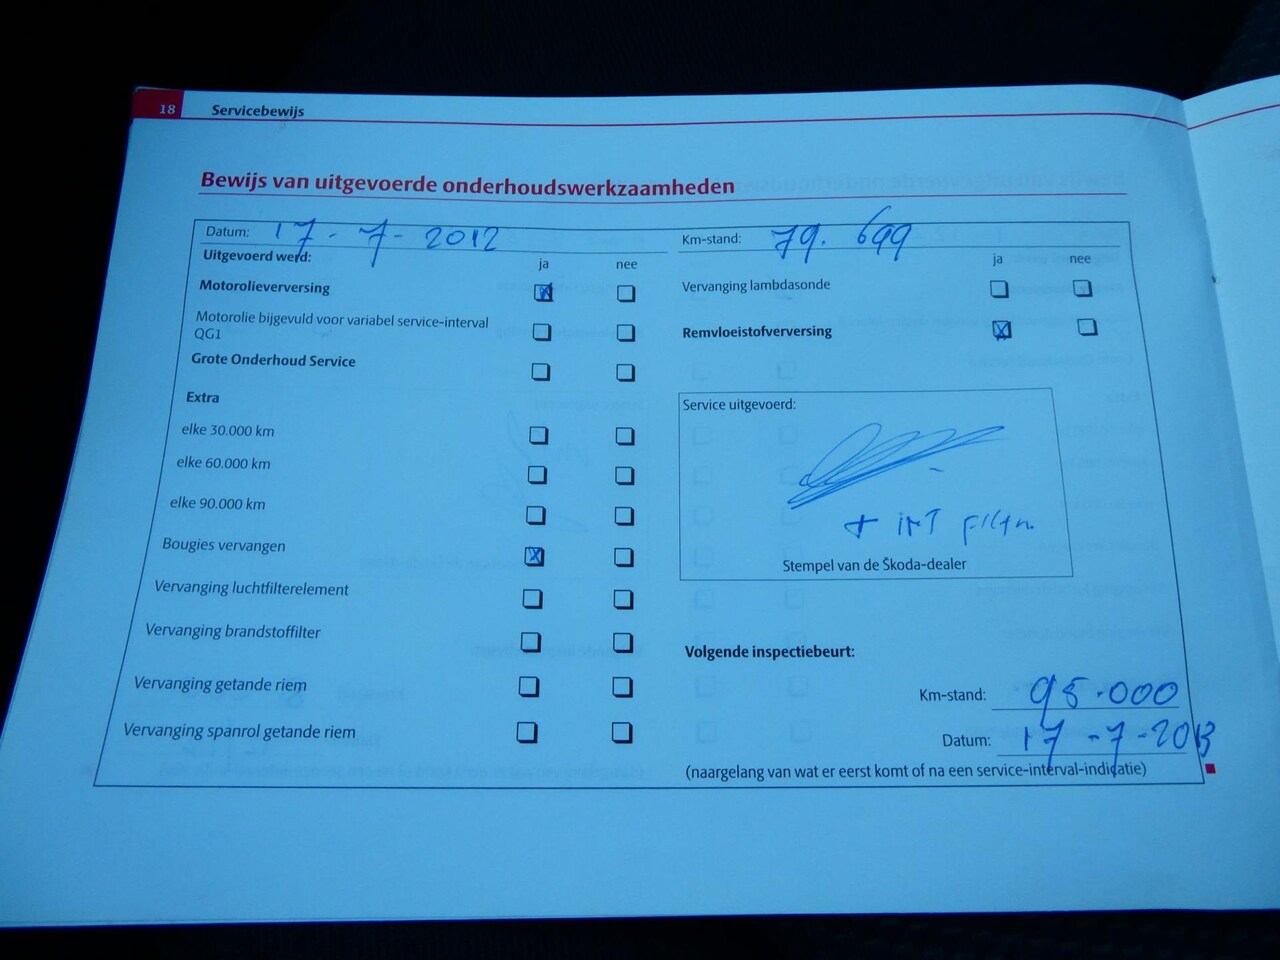 18 Servicebewijs
Bewijs van uitgevoerde onderhoudswerkzaamheden
Datum: 17-7-2012
Uitgevoerd werd:
ja nee
Motorolieverversing
Motorolie bijgevuld voor variabel service-interval
QG1
Grote Onderhoud Service
Extra
elke 30.000 km
elke 60.000 km
elke 90.000 km
Bougies vervangen
Vervanging luchtfilterelement
Vervanging brandstoffilter
Vervanging getande riem
Vervanging spanrol getande riem
Km-stand: 79.699
ja nee
Vervanging lambdasonde
Remvloeistofverversing
Service uitgevoerd:
+ INT
Stempel van de Škoda-dealer
Volgende inspectiebeurt:
Km-stand: 95.000
Datum: 17-7-2013
(naargelang van wat er eerst komt of na een service-interval-indicatie)